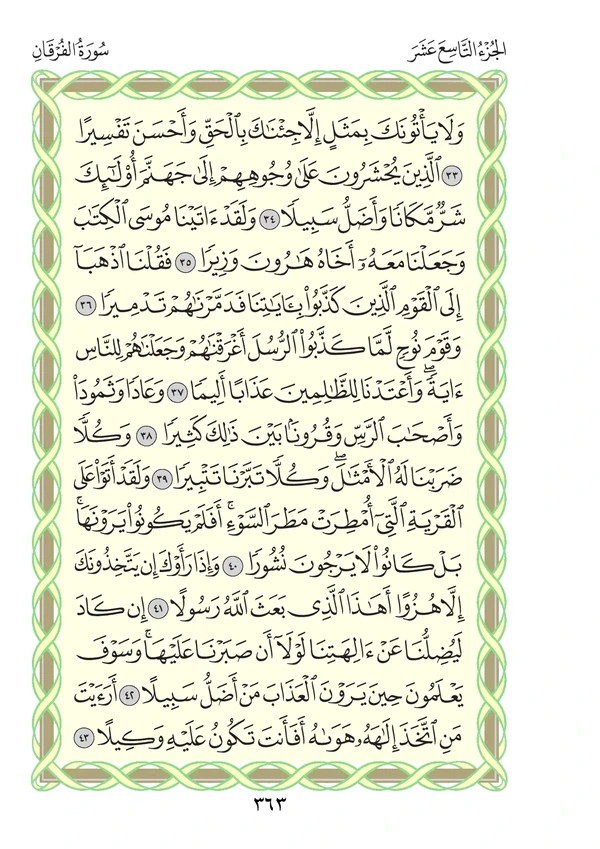 الجُزْءُ التَّاسِعَ عَشَرَ
سُورَةُ الفُرْقَانِ
وَلَا يَأْتُونَكَ بِمَثَلٍ إِلَّا جِئْنَٰكَ بِٱلْحَقِّ وَأَحْسَنَ تَفْسِيرًا
٣٣ ٱلَّذِينَ يُحْشَرُونَ عَلَىٰ وُجُوهِهِمْ إِلَىٰ جَهَنَّمَ أُو۟لَٰٓئِكَ
شَرٌّ مَّكَانًا وَأَضَلُّ سَبِيلًا ٣٤ وَلَقَدْ ءَاتَيْنَا مُوسَى ٱلْكِتَٰبَ
وَجَعَلْنَا مَعَهُۥٓ أَخَاهُ هَٰرُونَ وَزِيرًا ٣٥ فَقُلْنَا ٱذْهَبَآ
إِلَى ٱلْقَوْمِ ٱلَّذِينَ كَذَّبُوا۟ بِـَٔايَٰتِنَا فَدَمَّرْنَٰهُمْ تَدْمِيرًا ٣٦
وَقَوْمَ نُوحٍ لَّمَّا كَذَّبُوا۟ ٱلرُّسُلَ أَغْرَقْنَٰهُمْ وَجَعَلْنَٰهُمْ لِلنَّاسِ
ءَايَةً ۖ وَأَعْتَدْنَا لِلظَّٰلِمِينَ عَذَابًا أَلِيمًا ٣٧ وَعَادًا وَثَمُودَا۟
وَأَصْحَٰبَ ٱلرَّسِّ وَقُرُونًۢا بَيْنَ ذَٰلِكَ كَثِيرًا ٣٨ وَكُلًّا
ضَرَبْنَا لَهُ ٱلْأَمْثَٰلَ ۖ وَكُلًّا تَبَّرْنَا تَتْبِيرًا ٣٩ وَلَقَدْ أَتَوْا۟ عَلَى
ٱلْقَرْيَةِ ٱلَّتِىٓ أُمْطِرَتْ مَطَرَ ٱلسَّوْءِ ۚ أَفَلَمْ يَكُونُوا۟ يَرَوْنَهَا ۚ
بَلْ كَانُوا۟ لَا يَرْجُونَ نُشُورًا ٤٠ وَإِذَا رَأَوْكَ إِن يَتَّخِذُونَكَ
إِلَّا هُزُوًا أَهَٰذَا ٱلَّذِى بَعَثَ ٱللَّهُ رَسُولًا ٤١ إِن كَادَ
لَيُضِلُّنَا عَنْ ءَالِهَتِنَا لَوْلَآ أَن صَبَرْنَا عَلَيْهَا ۚ وَسَوْفَ
يَعْلَمُونَ حِينَ يَرَوْنَ ٱلْعَذَابَ مَنْ أَضَلُّ سَبِيلًا ٤٢ أَرَءَيْتَ
مَنِ ٱتَّخَذَ إِلَٰهَهُۥ هَوَىٰهُ أَفَأَنتَ تَكُونُ عَلَيْهِ وَكِيلًا ٤٣
٣٦٣